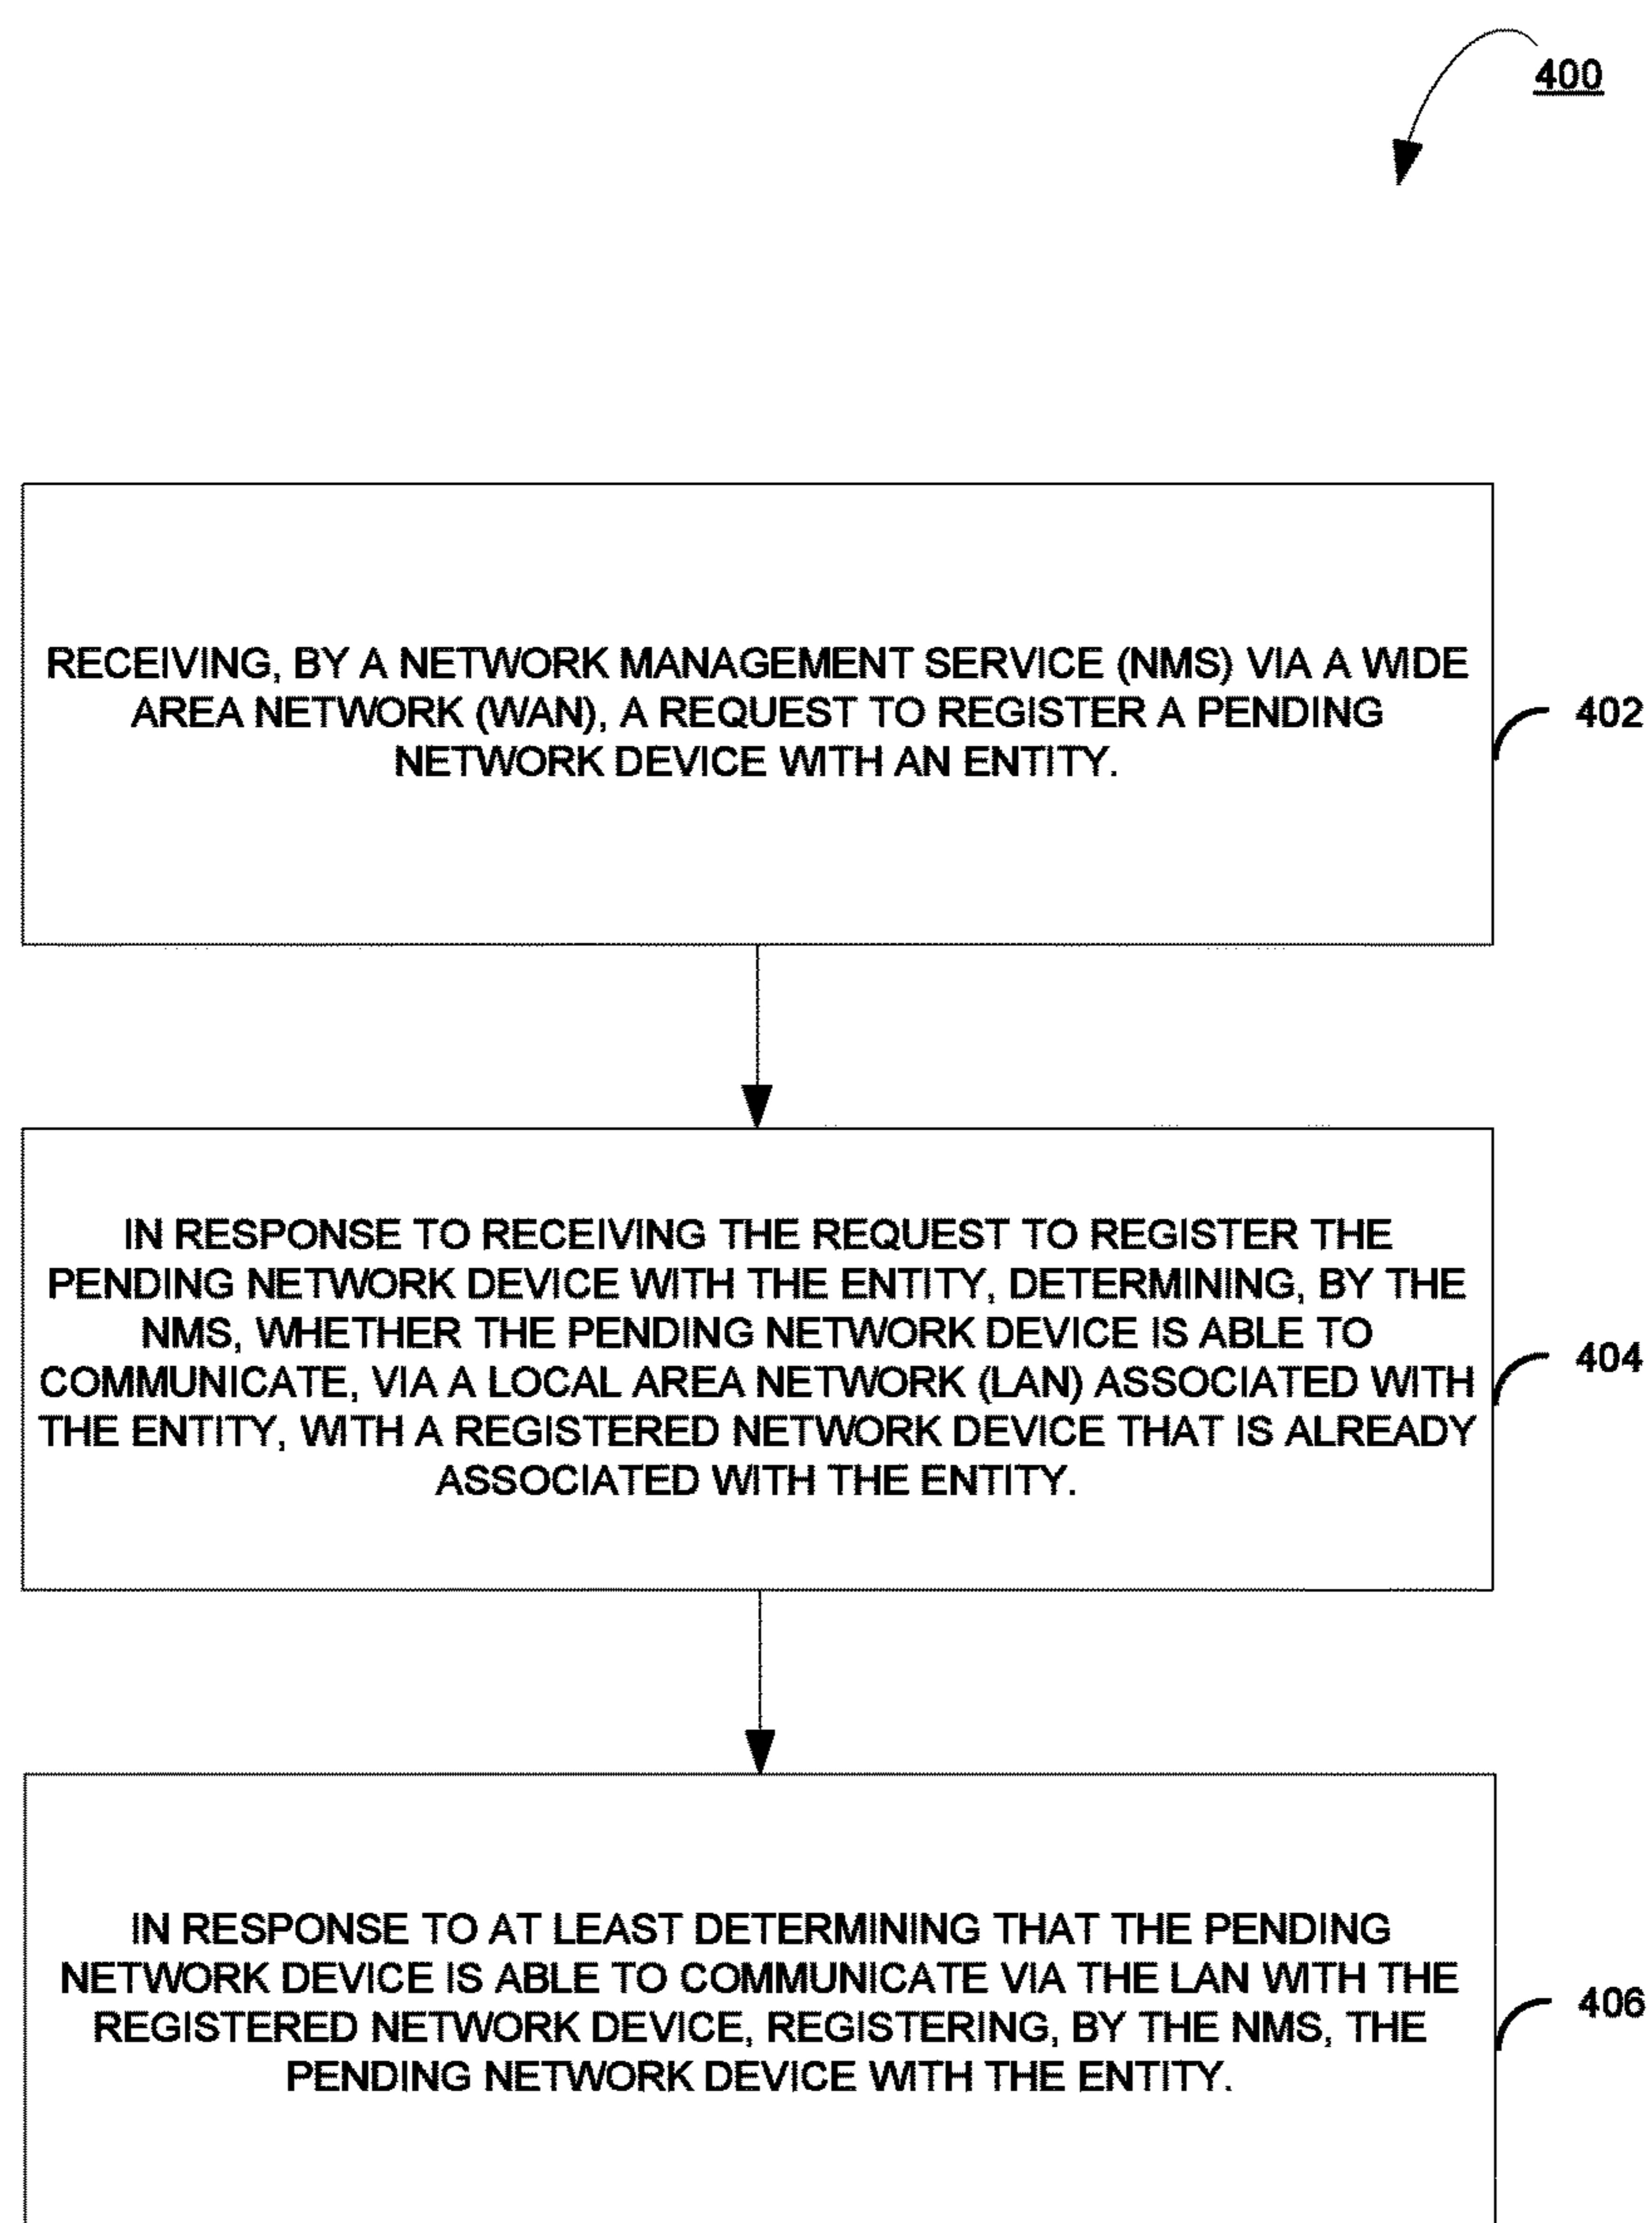 400
RECEIVING, BY A NETWORK MANAGEMENT SERVICE (NMS) VIA A WIDE
AREA NETWORK (WAN), A REQUEST TO REGISTER A PENDING
NETWORK DEVICE WITH AN ENTITY.
402
IN RESPONSE TO RECEIVING THE REQUEST TO REGISTER THE
PENDING NETWORK DEVICE WITH THE ENTITY, DETERMINING, BY THE
NMS, WHETHER THE PENDING NETWORK DEVICE IS ABLE TO
COMMUNICATE, VIA A LOCAL AREA NETWORK (LAN) ASSOCIATED WITH
THE ENTITY, WITH A REGISTERED NETWORK DEVICE THAT IS ALREADY
ASSOCIATED WITH THE ENTITY.
404
IN RESPONSE TO AT LEAST DETERMINING THAT THE PENDING
NETWORK DEVICE IS ABLE TO COMMUNICATE VIA THE LAN WITH THE
REGISTERED NETWORK DEVICE, REGISTERING, BY THE NMS, THE
PENDING NETWORK DEVICE WITH THE ENTITY.
406